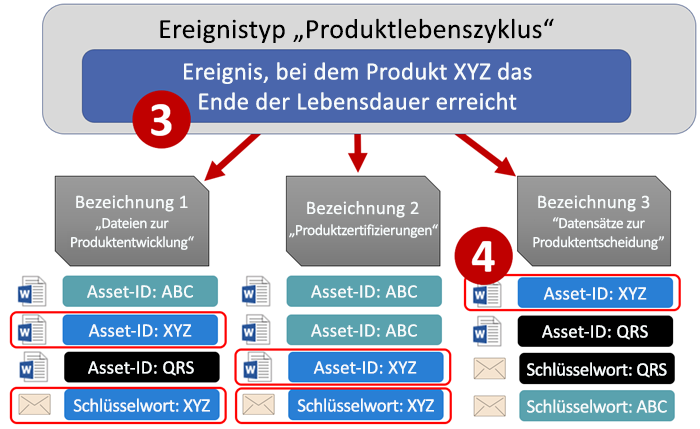 Ereignistyp „Produktlebenszyklus“
Ereignis, bei dem Produkt XYZ das
Ende der Lebensdauer erreicht
3
Bezeichnung 1
„Dateien zur
Produktentwicklung“
W Asset-ID: ABC
W Asset-ID: XYZ
W Asset-ID: QRS
Schlüsselwort: XYZ
Bezeichnung 2
„Produktzertifizierungen“
W Asset-ID: ABC
W Asset-ID: ABC
W Asset-ID: XYZ
Schlüsselwort: XYZ
4
Bezeichnung 3
“Datensätze zur
Produktentscheidung”
W Asset-ID: XYZ
W Asset-ID: QRS
Schlüsselwort: QRS
Schlüsselwort: ABC